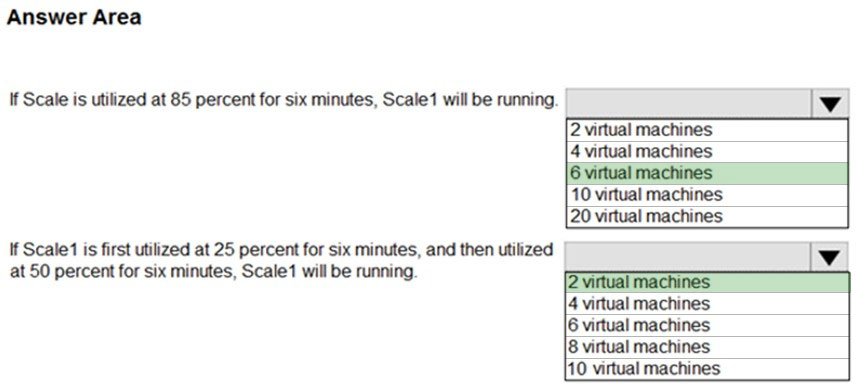 Answer Area
If Scale is utilized at 85 percent for six minutes, Scale1 will be running.
2 virtual machines
4 virtual machines
6 virtual machines
10 virtual machines
20 virtual machines
If Scale1 is first utilized at 25 percent for six minutes, and then utilized
at 50 percent for six minutes, Scale1 will be running.
2 virtual machines
4 virtual machines
6 virtual machines
8 virtual machines
10 virtual machines